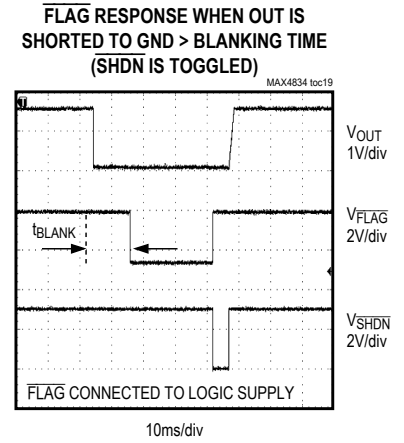 FLAG RESPONSE WHEN OUT IS
SHORTED TO GND > BLANKING TIME
(SHDN IS TOGGLED)
MAX4834 toc19
VOUT
1V/div
tBLANK
VFLAG
2V/div
VSHDN
2V/div
FLAG CONNECTED TO LOGIC SUPPLY
10ms/div